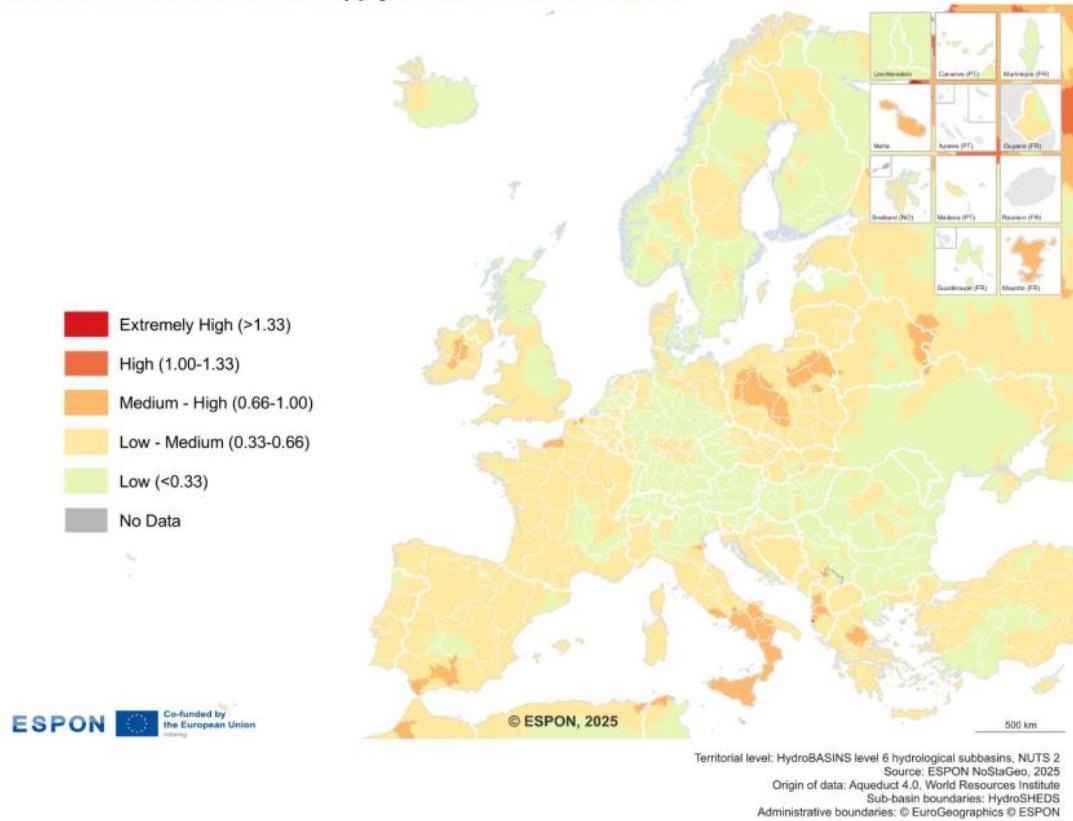 Liechtenstein
Canaries (PT)
Martinique (FR)
Malta
Azores (PT)
Guyane (FR)
Svalbard (NO)
Madeira (PT)
Reunion (FR)
Guadeloupe (FR)
Mayotte (FR)
Extremely High (>1.33)
High (1.00-1.33)
Medium - High (0.66-1.00)
Low - Medium (0.33-0.66)
Low (<0.33)
No Data
ESPON
Co-funded by
the European Union
Interreg
© ESPON, 2025
500 km
Territorial level: HydroBASINS level 6 hydrological subbasins, NUTS 2
Source: ESPON NoStaGeo, 2025
Origin of data: Aqueduct 4.0, World Resources Institute
Sub-basin boundaries: HydroSHEDS
Administrative boundaries: © EuroGeographics © ESPON